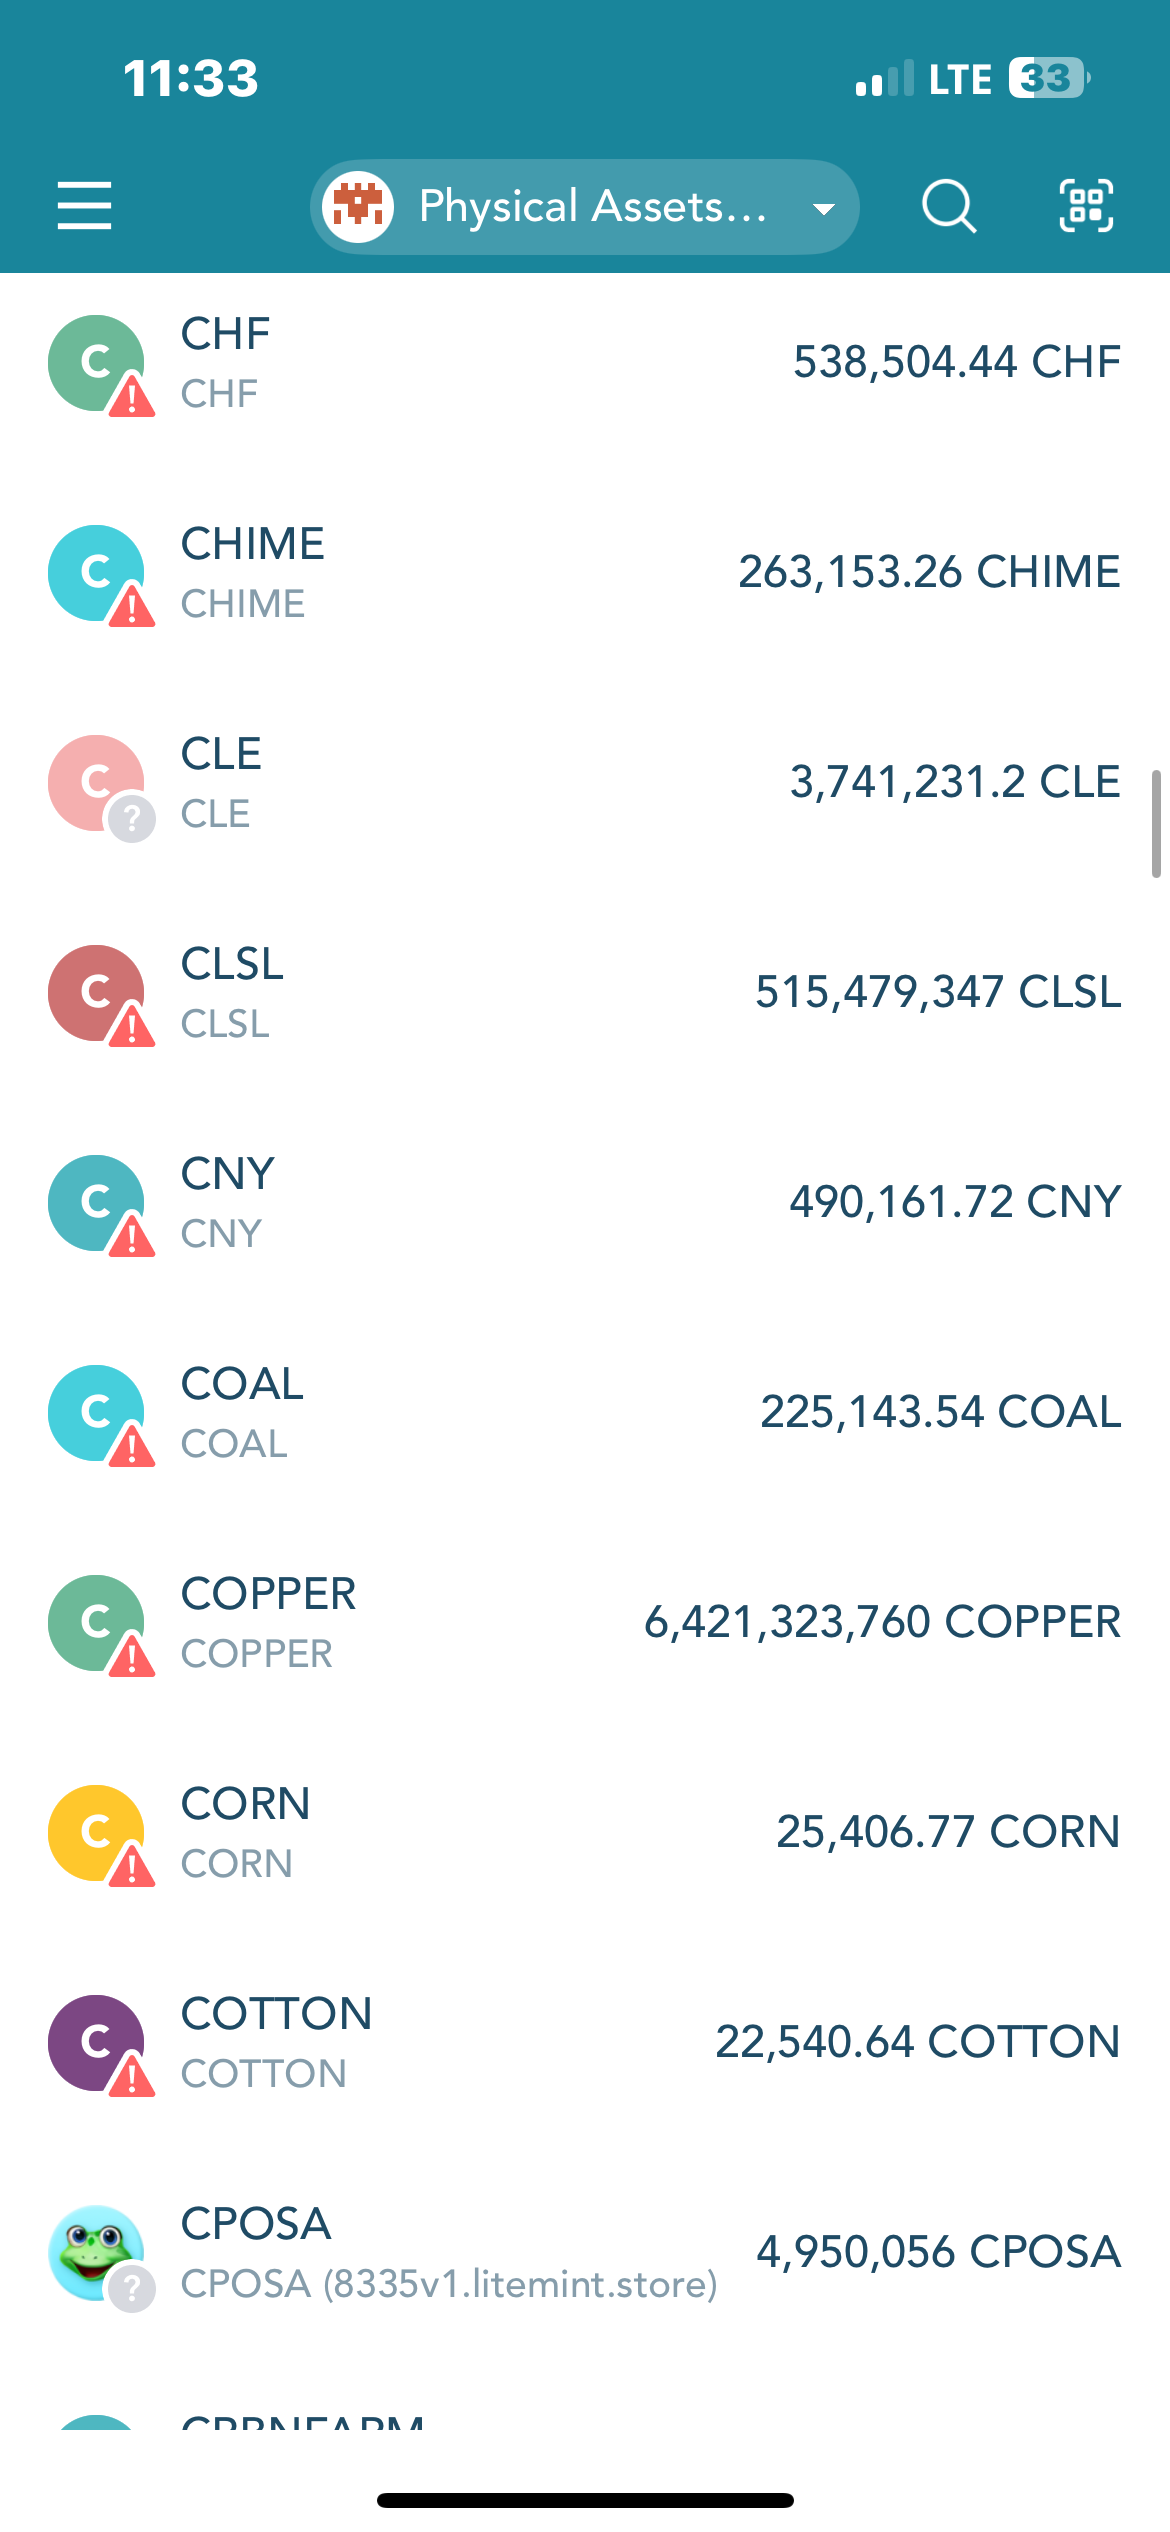 11:33
LTE 33
Physical Assets...
C
CHF
CHF
538,504.44 CHF
C
CHIME
CHIME
263,153.26 CHIME
C
?
CLE
CLE
3,741,231.2 CLE
C
CLSL
CLSL
515,479,347 CLSL
C
CNY
CNY
490,161.72 CNY
C
COAL
COAL
225,143.54 COAL
C
COPPER
COPPER
6,421,323,760 COPPER
C
CORN
CORN
25,406.77 CORN
C
COTTON
COTTON
22,540.64 COTTON
?
CPOSA
CPOSA (8335v1.litemint.store)
4,950,056 CPOSA